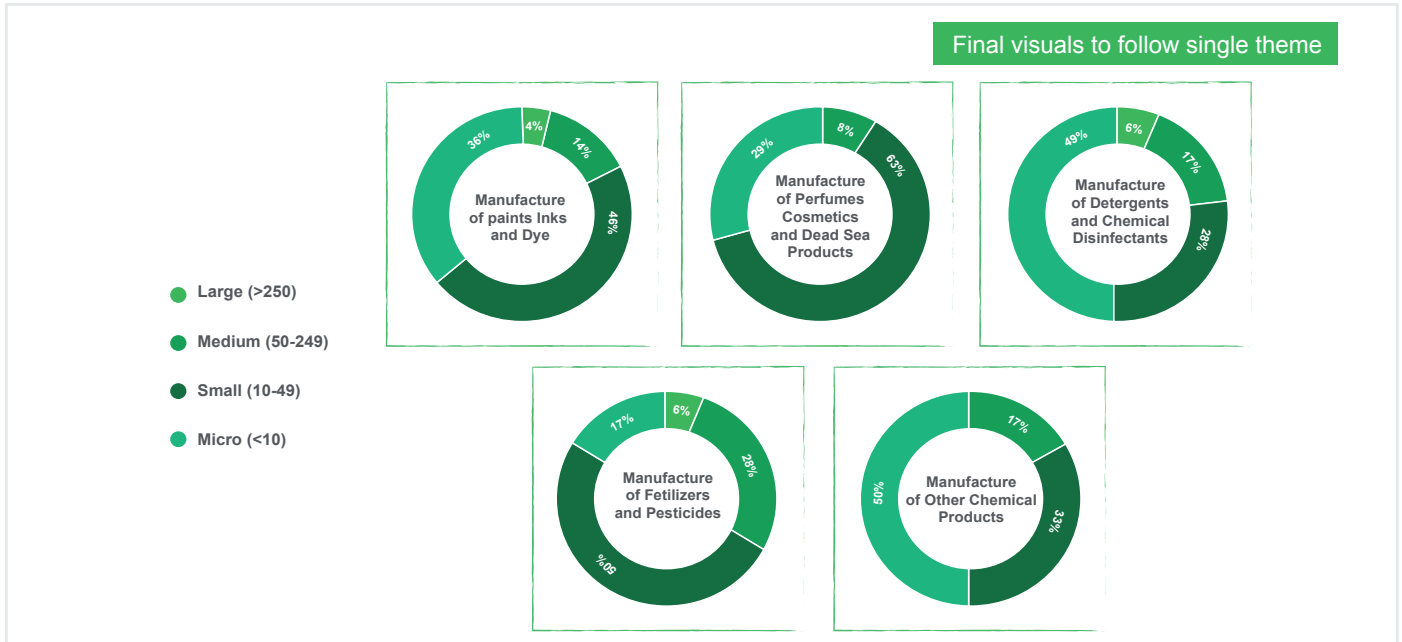 Final visuals to follow single theme
36%
4%
14%
46%
Manufacture
of paints Inks
and Dye
29%
8%
63%
Manufacture
of Perfumes
Cosmetics
and Dead Sea
Products
49%
6%
17%
28%
Manufacture
of Detergents
and Chemical
Disinfectants
Large (>250)
Medium (50-249)
Small (10-49)
Micro (<10)
17%
6%
28%
50%
Manufacture
of Fetilizers
and Pesticides
17%
50%
33%
Manufacture
of Other Chemical
Products